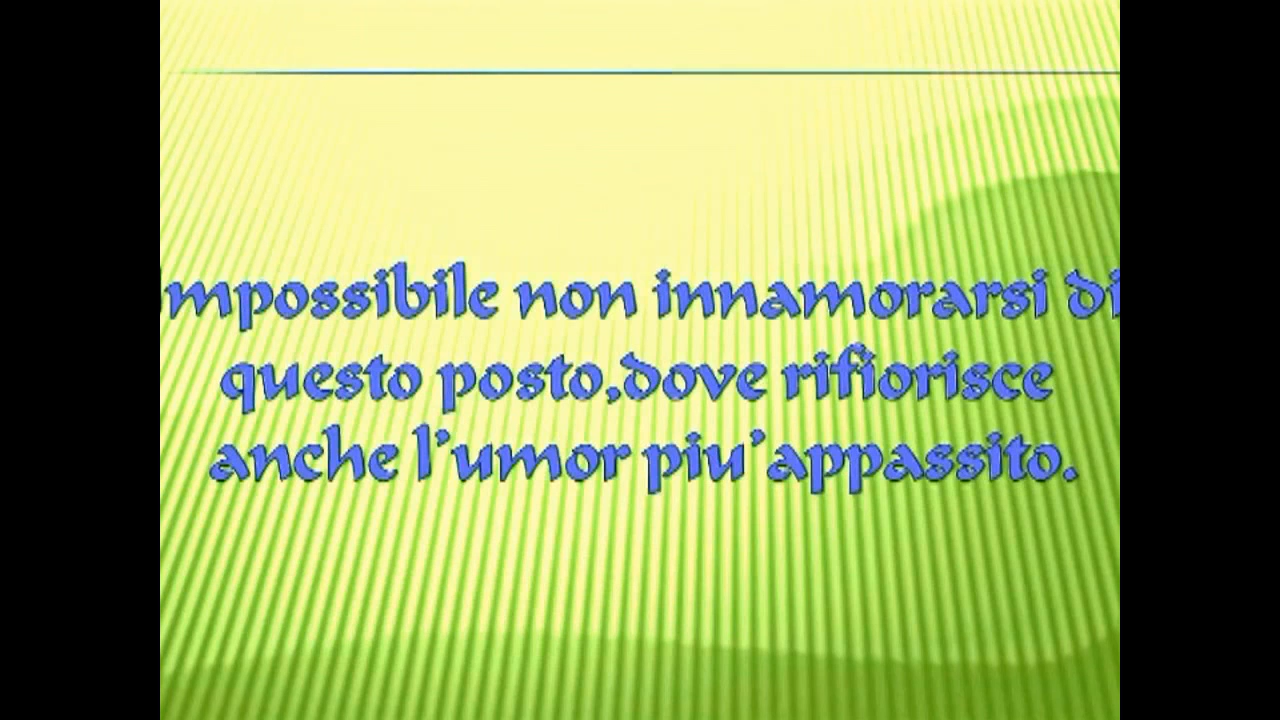 Impossibile non innamorarsi di
questo posto,dove rifiorisce
anche l'umor piu'appassito.